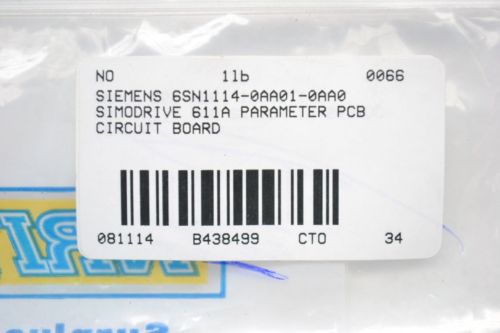 NO 1lb 0066
SIEMENS 6SN1114-0AA01-0AA0
SIMODRIVE 611A PARAMETER PCB
CIRCUIT BOARD
081114 B438499 CTO 34